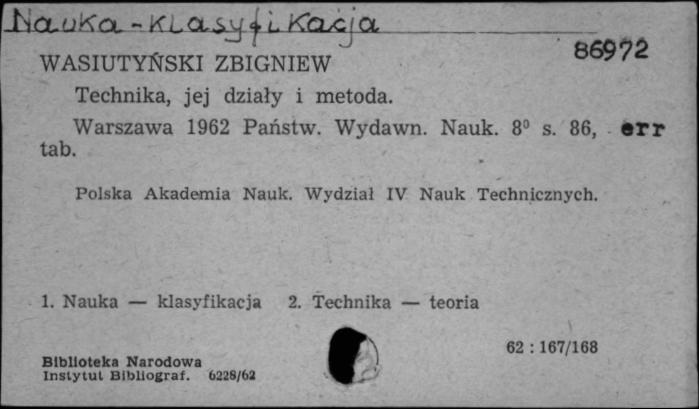 Nauka - klasyfikacja
86972
WASIUTYŃSKI ZBIGNIEW
Technika, jej działy i metoda.
Warszawa 1962 Państw. Wydawn. Nauk. 8⁰ s. 86, err
tab.
Polska Akademia Nauk. Wydział IV Nauk Technicznych.
1. Nauka — klasyfikacja 2. Technika — teoria
62 : 167/168
Biblioteka Narodowa
Instytut Bibliograf. 6228/62